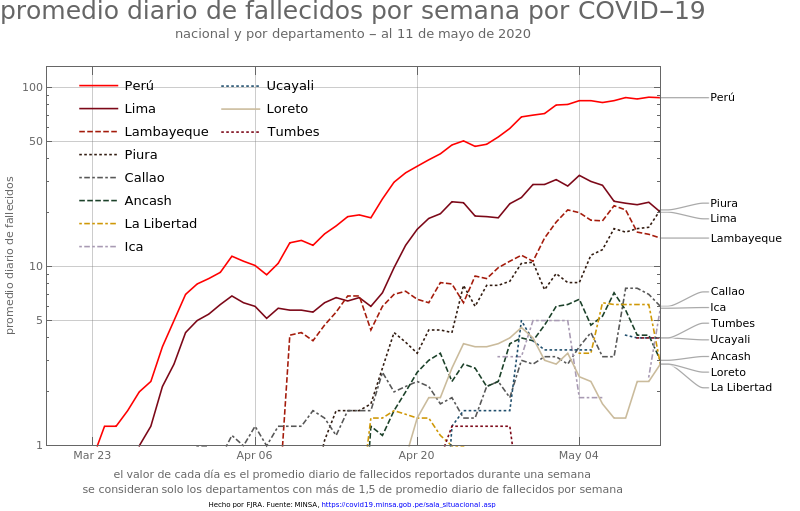 promedio diario de fallecidos por semana por COVID−19
nacional y por departamento − al 11 de mayo de 2020
promedio diario de fallecidos
100
50
10
5
1
Perú
Lima
Lambayeque
Piura
Callao
Ancash
La Libertad
Ica
Ucayali
Loreto
Tumbes
Perú
Piura
Lima
Lambayeque
Callao
Ica
Tumbes
Ucayali
Ancash
Loreto
La Libertad
Mar 23
Apr 06
Apr 20
May 04
el valor de cada día es el promedio diario de fallecidos reportados durante una semana
se consideran solo los departamentos con más de 1,5 de promedio diario de fallecidos por semana
Hecho por FJRA. Fuente: MINSA, https://covid19.minsa.gob.pe/sala_situacional.asp